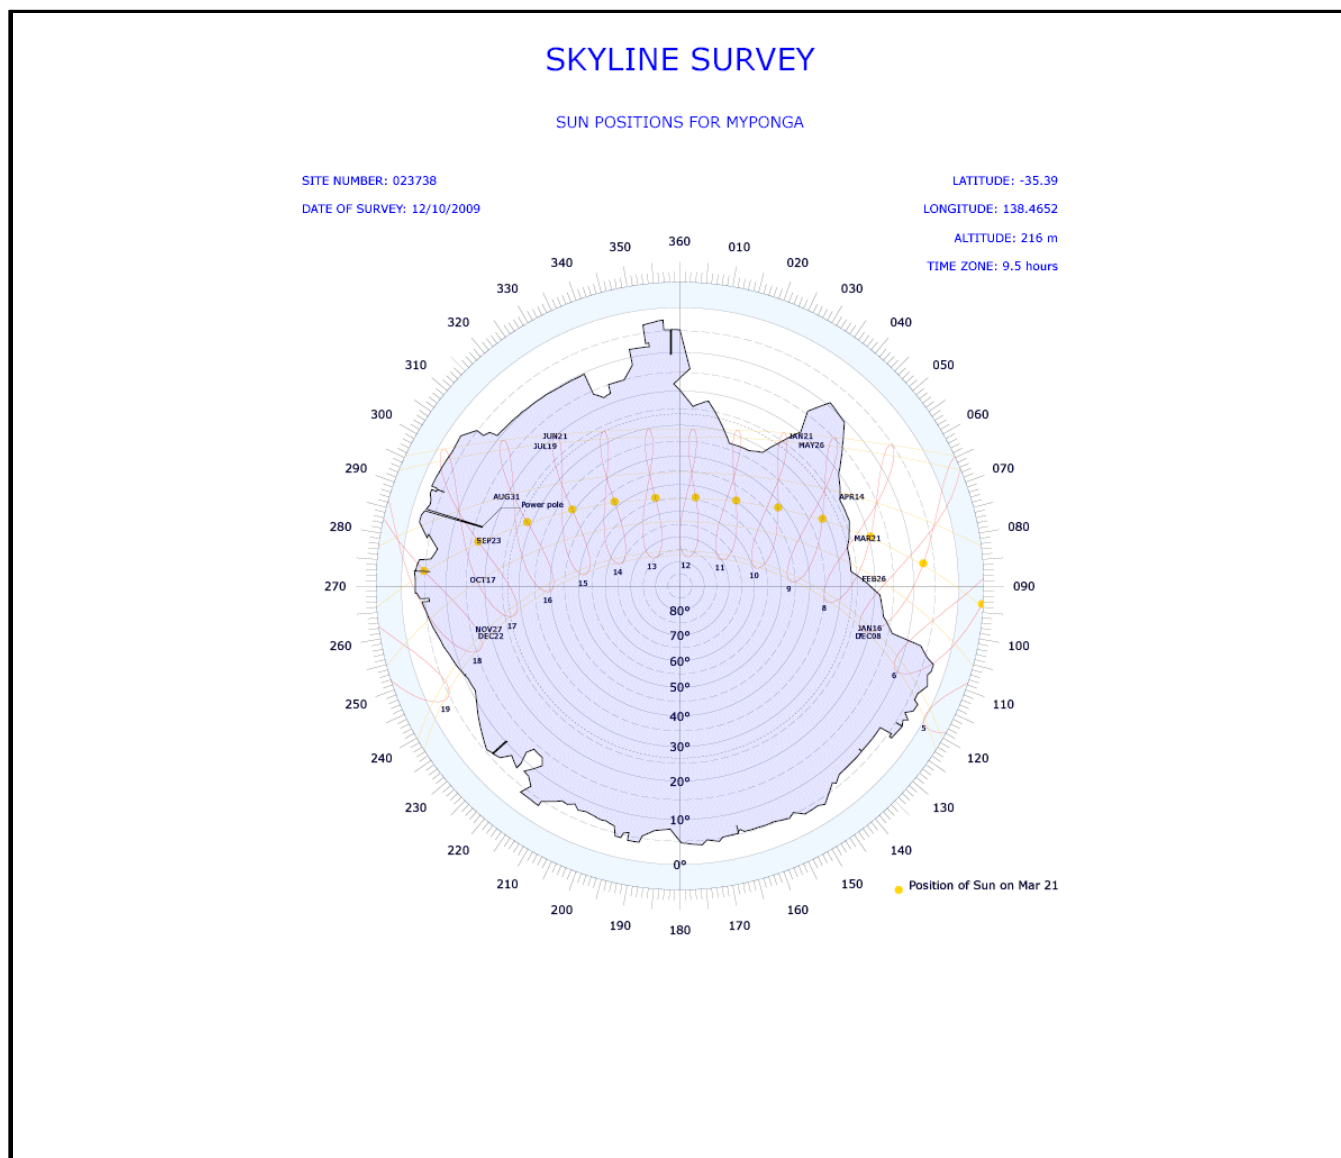 SKYLINE SURVEY
SUN POSITIONS FOR MYPONGA
SITE NUMBER: 023738
LATITUDE: -35.39
DATE OF SURVEY: 12/10/2009
LONGITUDE: 138.4652
ALTITUDE: 216 m
TIME ZONE: 9.5 hours
360
350 010
340 020
330 030
320 040
310 050
300 060
290 070
280 080
270 090
260 100
250 110
240 120
230 130
220 140
210 150
200 160
190 170
180
JUN21 JAN21
JUL19 MAY26
AUG31 APR14
Power pole
SEP23 MAR21
OCT17 FEB26
NOV27 JAN16
DEC22 DEC08
19 18 17 16 15 14 13 12 11 10 9 8 6 5
80°
70°
60°
50°
40°
30°
20°
10°
0°
Position of Sun on Mar 21